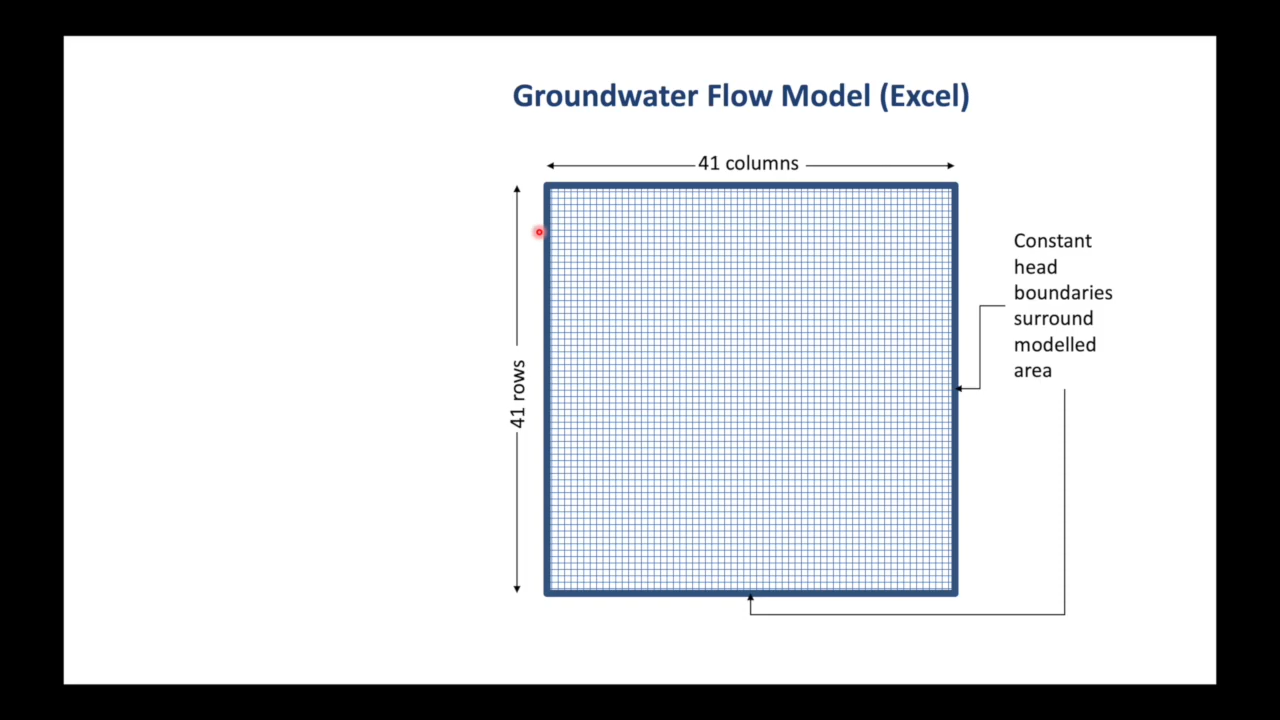 Groundwater Flow Model (Excel)
41 columns
41 rows
Constant
head
boundaries
surround
modelled
area